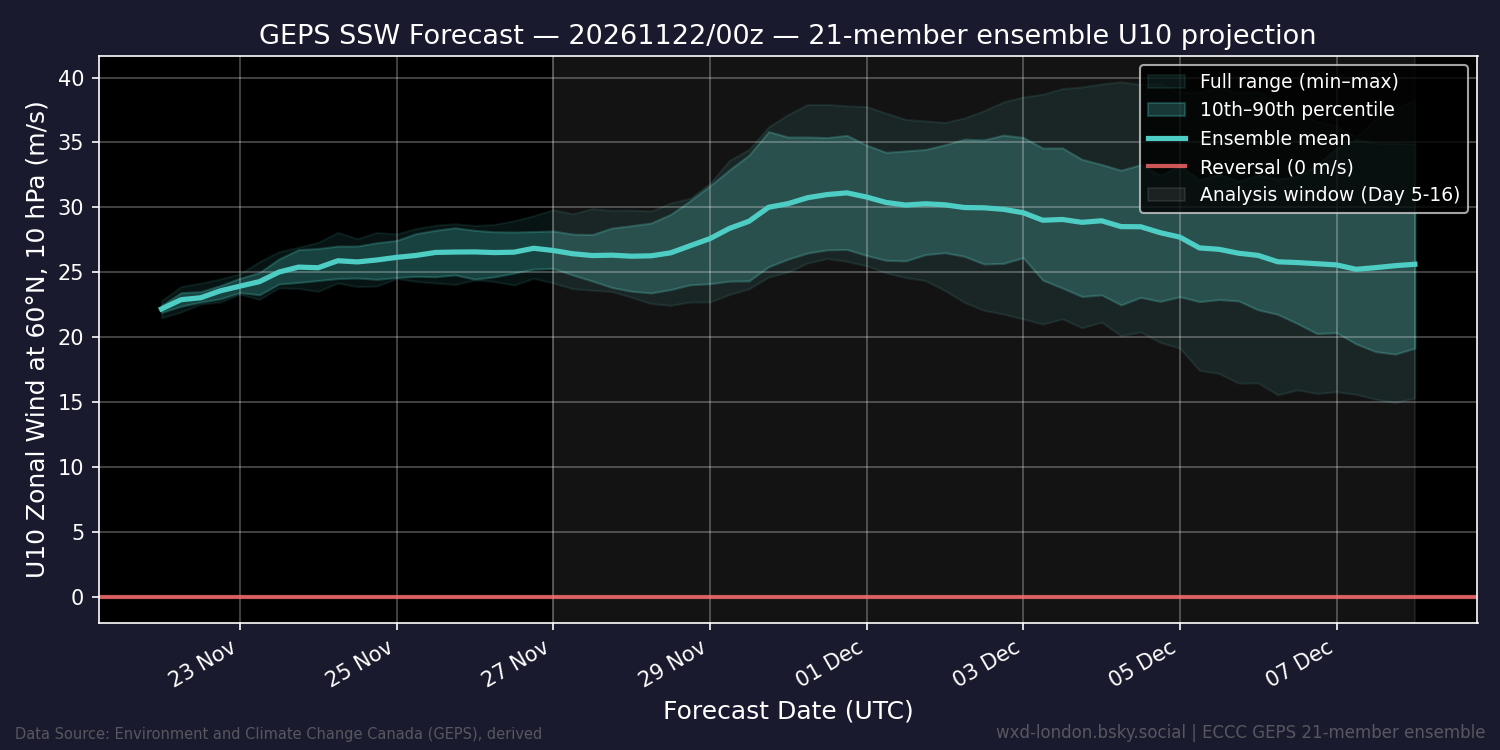 GEPS SSW Forecast — 20261122/00z — 21-member ensemble U10 projection
U10 Zonal Wind at 60°N, 10 hPa (m/s)
40
35
30
25
20
15
10
5
0
Full range (min–max)
10th–90th percentile
Ensemble mean
Reversal (0 m/s)
Analysis window (Day 5-16)
23 Nov
25 Nov
27 Nov
29 Nov
01 Dec
03 Dec
05 Dec
07 Dec
Forecast Date (UTC)
Data Source: Environment and Climate Change Canada (GEPS), derived
wxd-london.bsky.social | ECCC GEPS 21-member ensemble